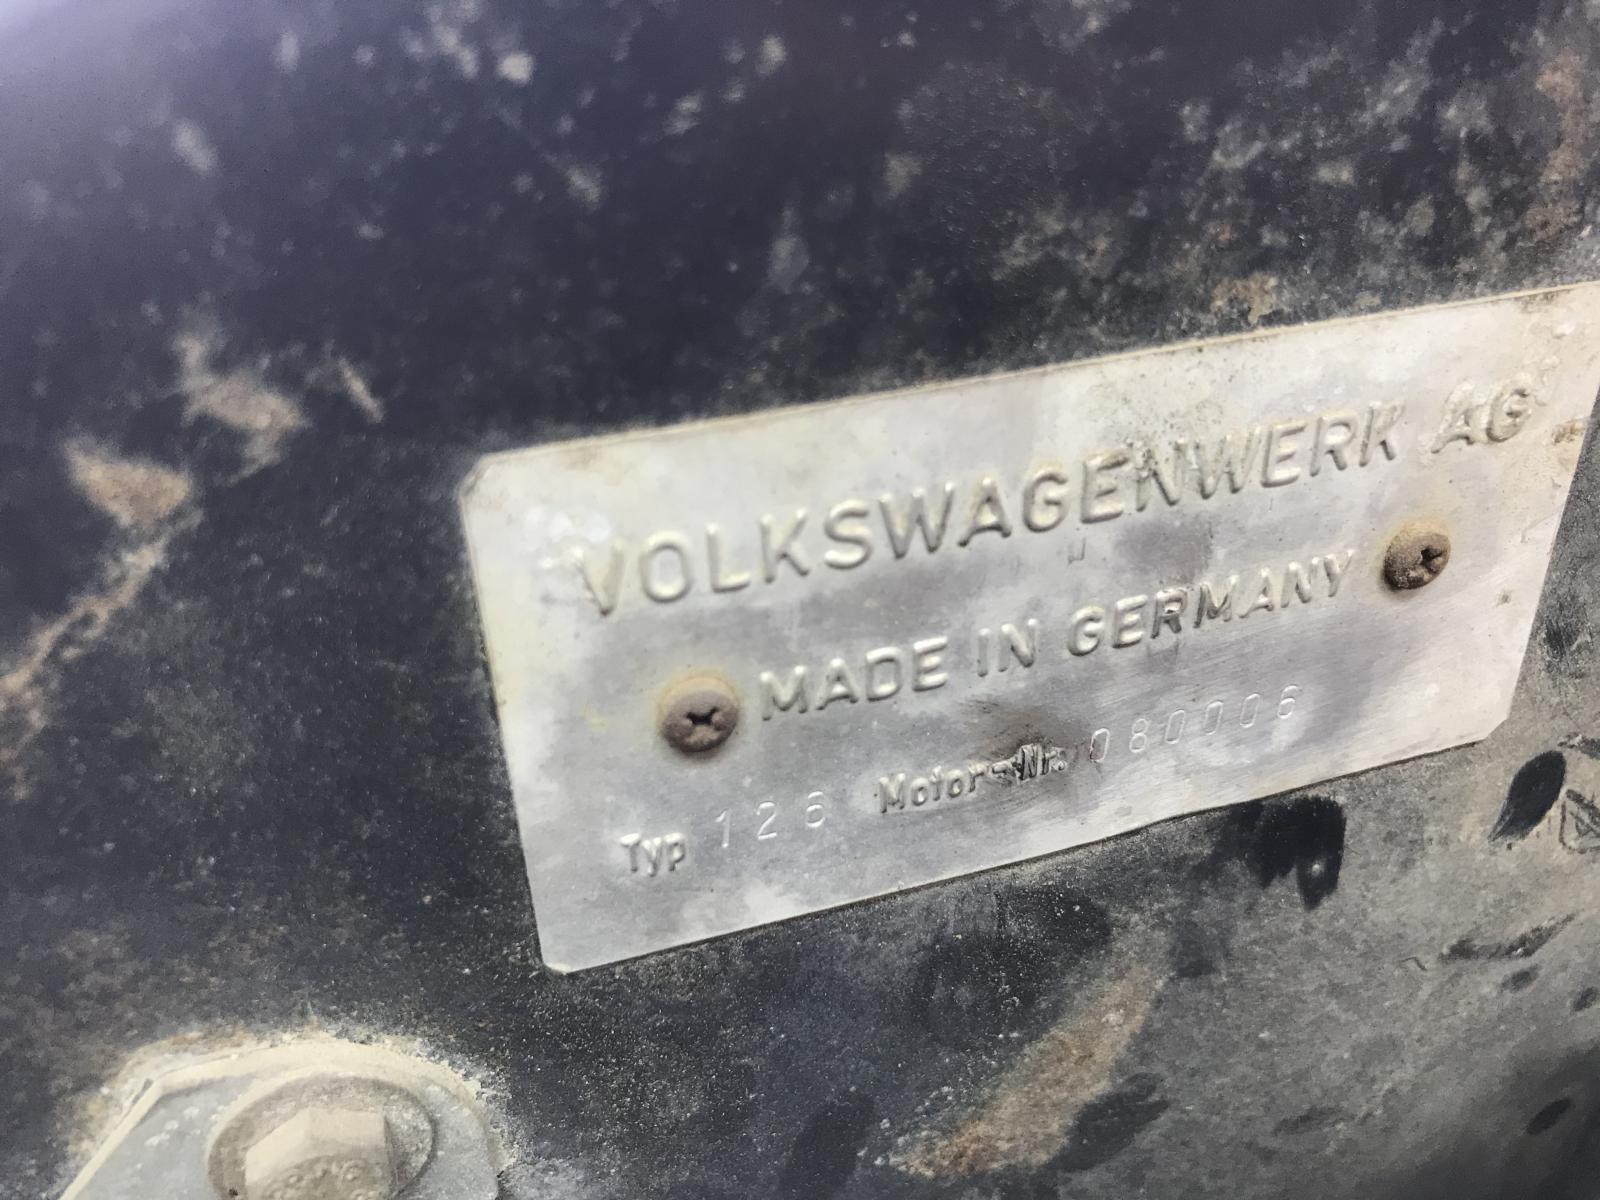 VOLKSWAGENWERK AG
MADE IN GERMANY
Typ 126 Motor-Nr. 080006